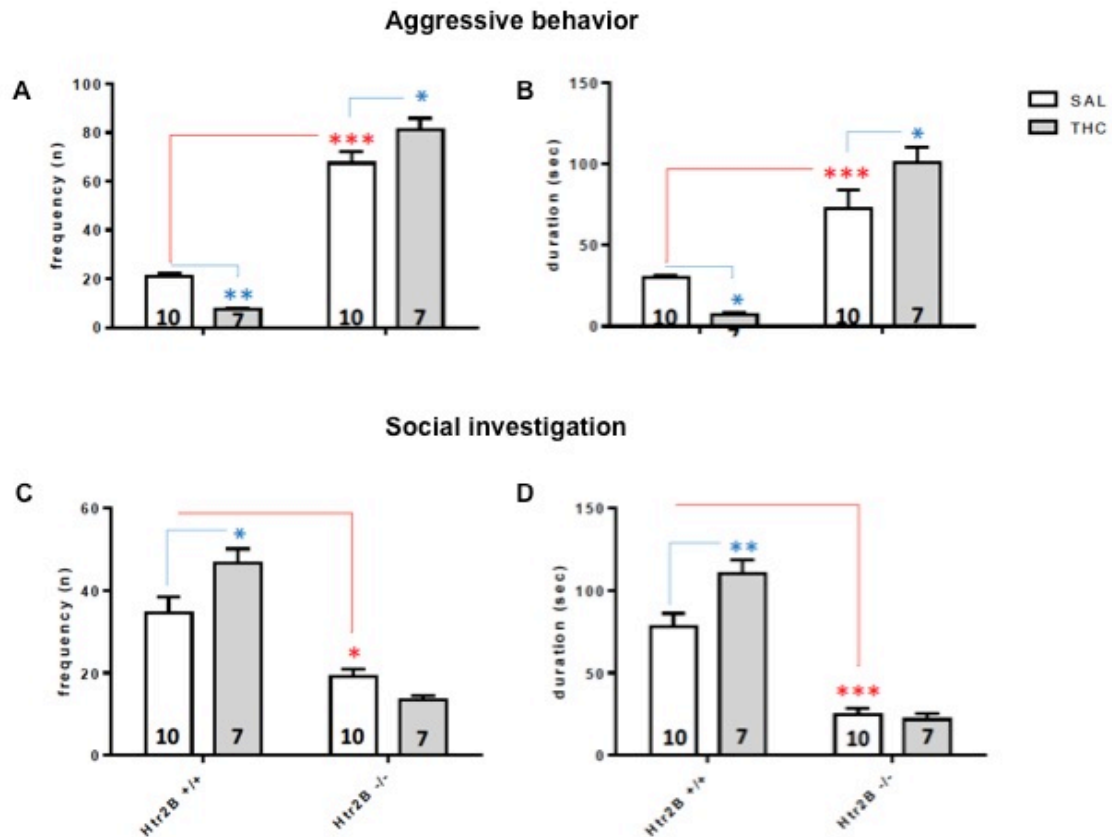 Aggressive behavior
A
frequency (n)
100
80
60
40
20
0
10
**
7
***
10
*
7
B
duration (sec)
150
100
50
0
10
*
7
***
10
*
7
SAL
THC
Social investigation
C
frequency (n)
60
40
20
0
10
*
7
*
10
7
Htr2B +/+
Htr2B -/-
D
duration (sec)
150
100
50
0
10
**
7
***
10
7
Htr2B +/+
Htr2B -/-